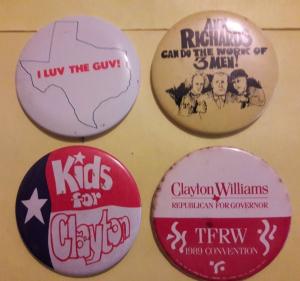 I LUV THE GUV!
ANN
RICHARDS
CAN DO THE WORK OF
3 MEN!
Kids
for
Clayton
Clayton Williams
REPUBLICAN FOR GOVERNOR
TFRW
1989 CONVENTION